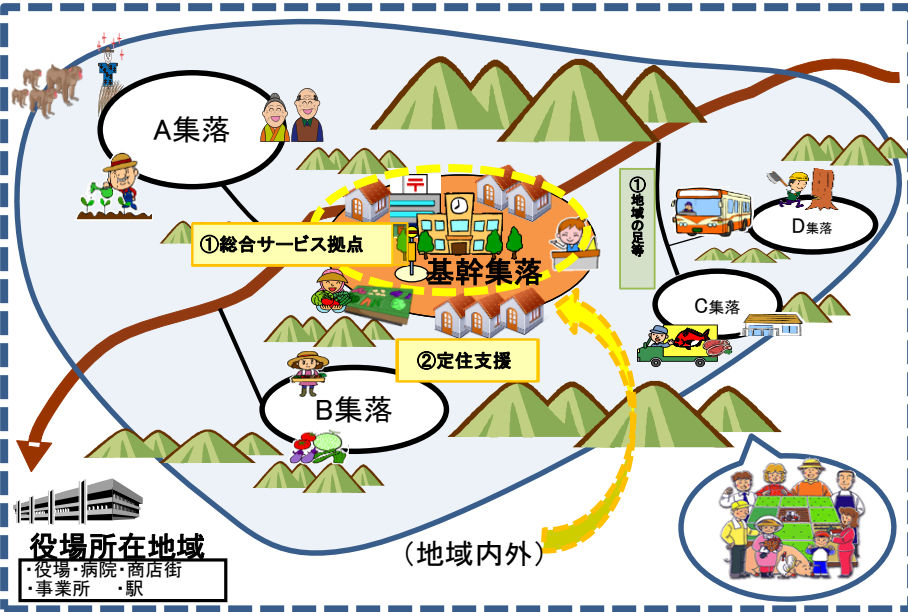 A集落
〒
①地域の足等
D集落
①総合サービス拠点
基幹集落
C集落
②定住支援
B集落
役場所在地域
・役場・病院・商店街
・事業所　・駅
（地域内外）